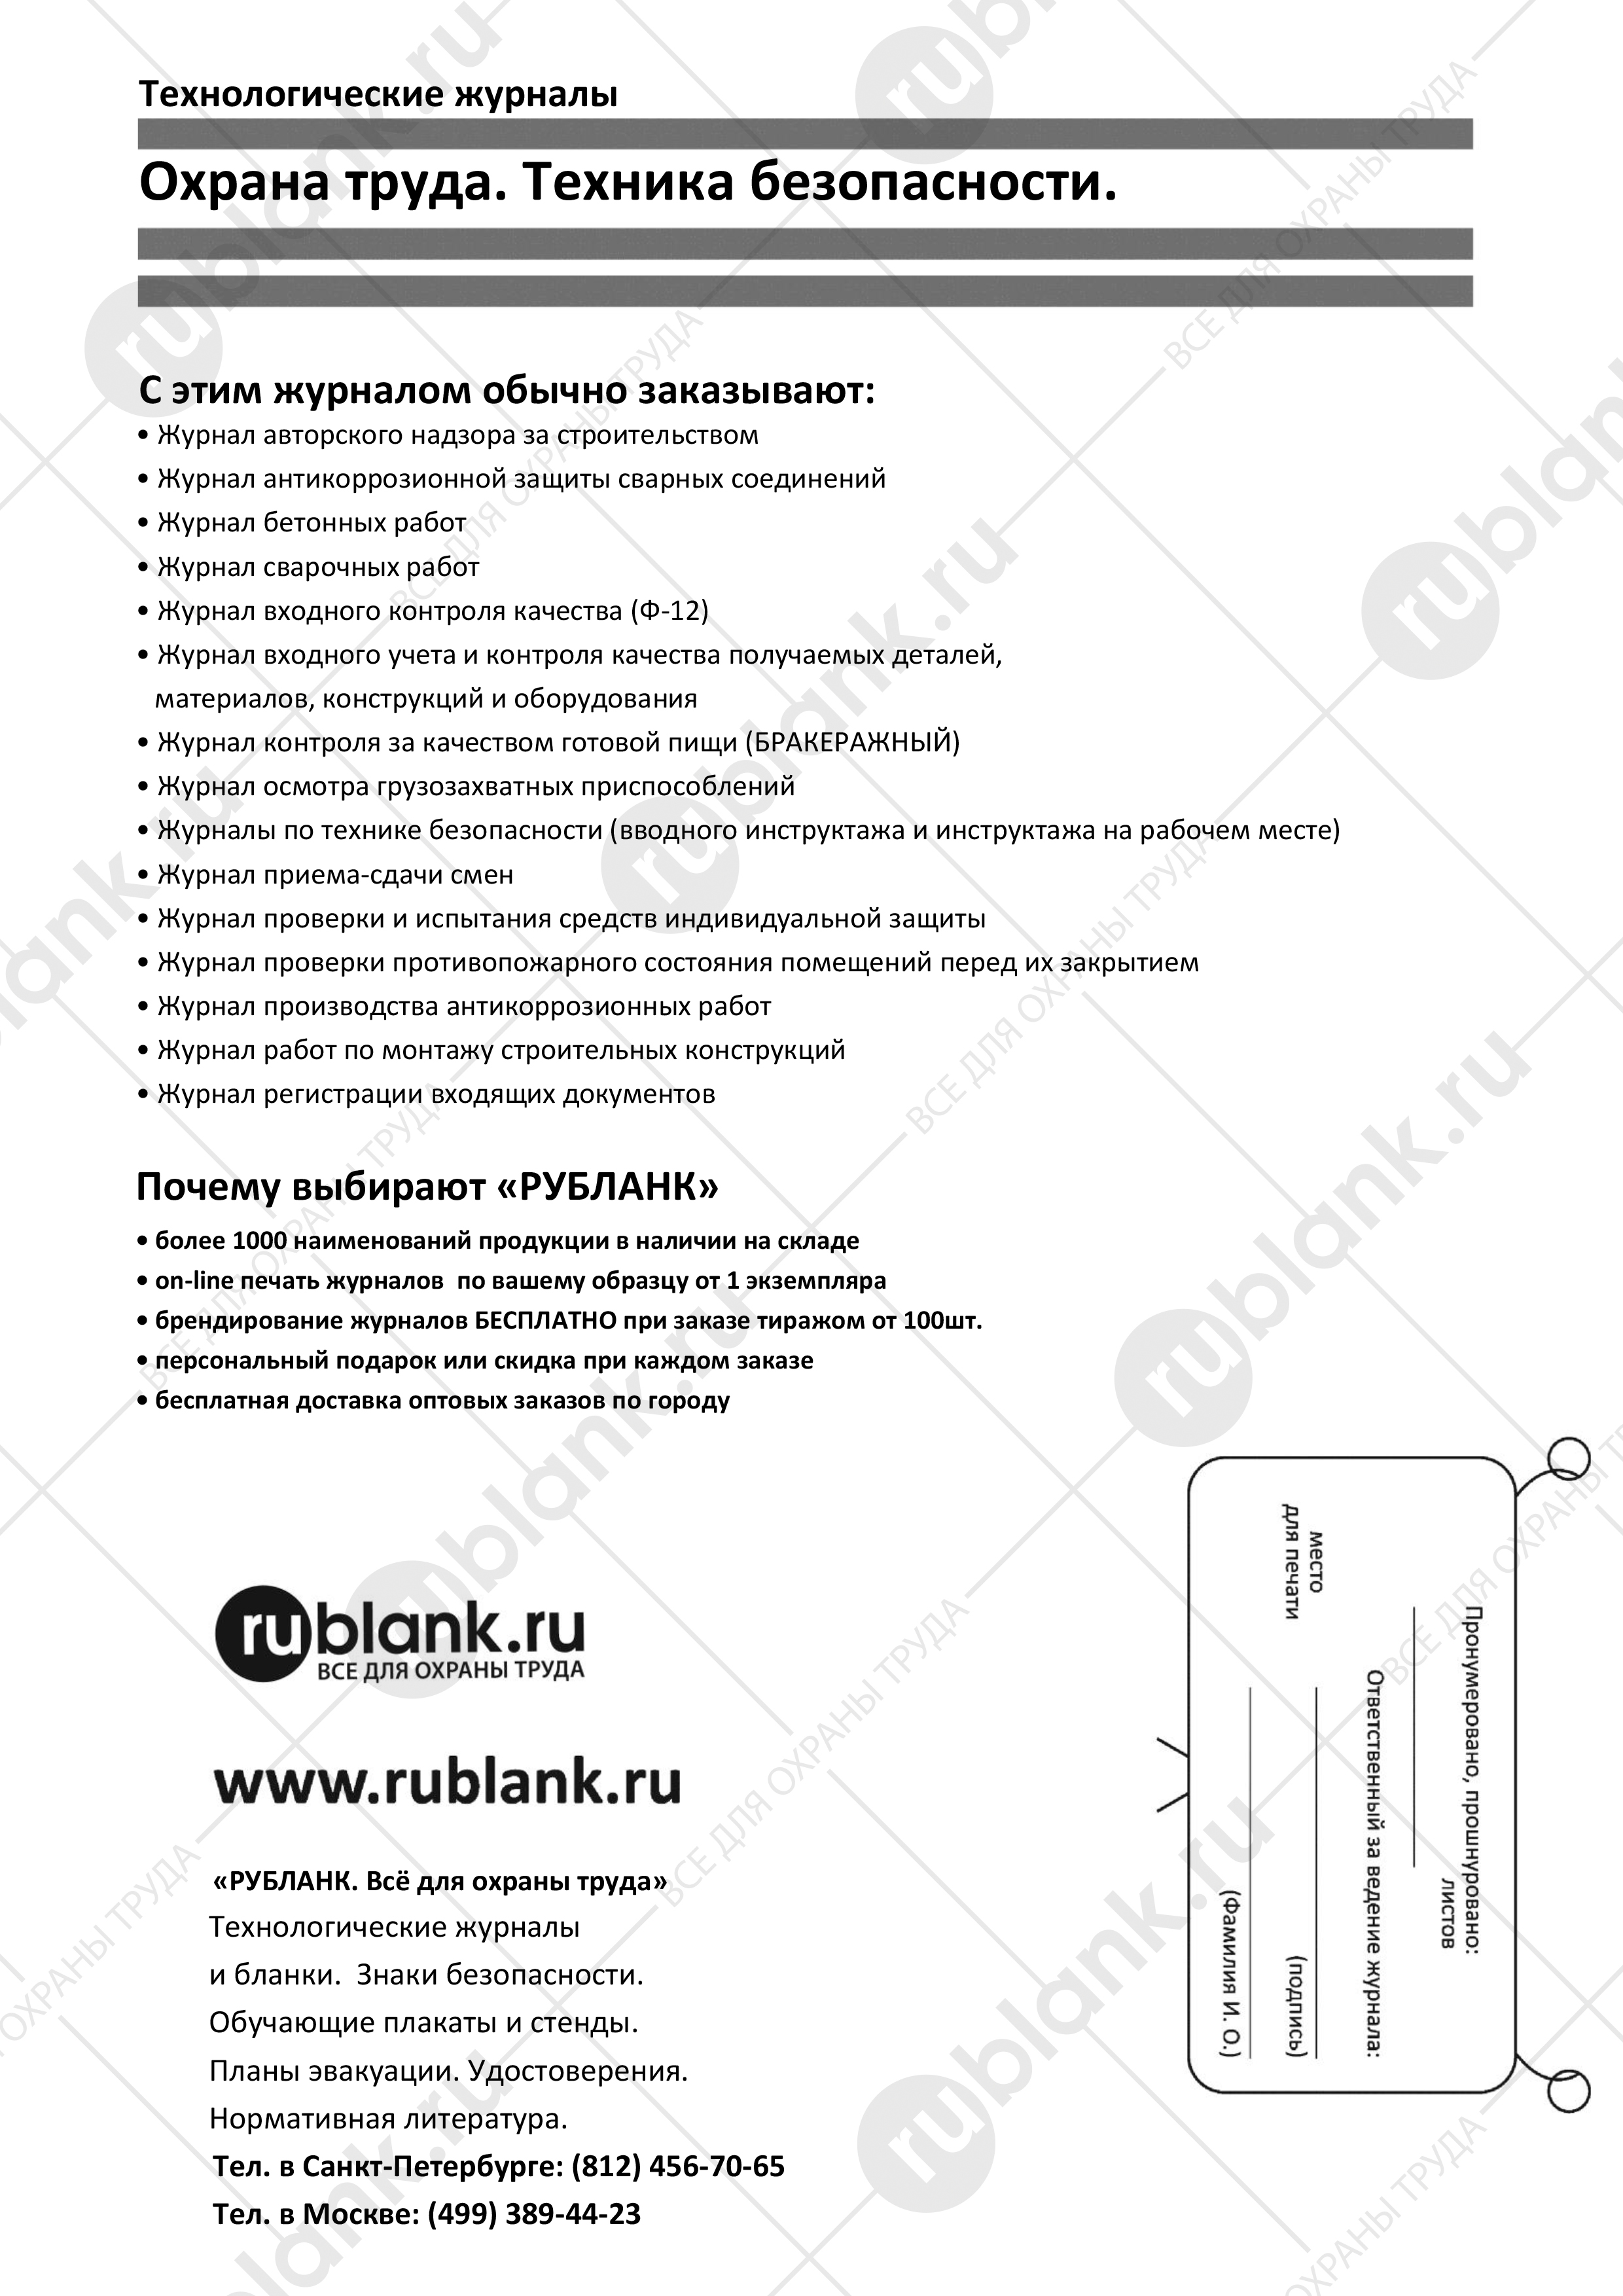 Технологические журналы
Охрана труда. Техника безопасности.
С этим журналом обычно заказывают:
• Журнал авторского надзора за строительством
• Журнал антикоррозионной защиты сварных соединений
• Журнал бетонных работ
• Журнал сварочных работ
• Журнал входного контроля качества (Ф-12)
• Журнал входного учета и контроля качества получаемых деталей,
материалов, конструкций и оборудования
• Журнал контроля за качеством готовой пищи (БРАКЕРАЖНЫЙ)
• Журнал осмотра грузозахватных приспособлений
• Журналы по технике безопасности (вводного инструктажа и инструктажа на рабочем месте)
• Журнал приема-сдачи смен
• Журнал проверки и испытания средств индивидуальной защиты
• Журнал проверки противопожарного состояния помещений перед их закрытием
• Журнал производства антикоррозионных работ
• Журнал работ по монтажу строительных конструкций
• Журнал регистрации входящих документов
Почему выбирают «РУБЛАНК»
• более 1000 наименований продукции в наличии на складе
• on-line печать журналов по вашему образцу от 1 экземпляра
• брендирование журналов БЕСПЛАТНО при заказе тиражом от 100шт.
• персональный подарок или скидка при каждом заказе
• бесплатная доставка оптовых заказов по городу
rublank.ru
ВСЕ ДЛЯ ОХРАНЫ ТРУДА
www.rublank.ru
«РУБЛАНК. Всё для охраны труда»
Технологические журналы
и бланки. Знаки безопасности.
Обучающие плакаты и стенды.
Планы эвакуации. Удостоверения.
Нормативная литература.
Тел. в Санкт-Петербурге: (812) 456-70-65
Тел. в Москве: (499) 389-44-23
Пронумеровано, прошнуровано:
листов
Ответственный за ведение журнала:
место
для печати
(подпись)
(Фамилия И. О.)